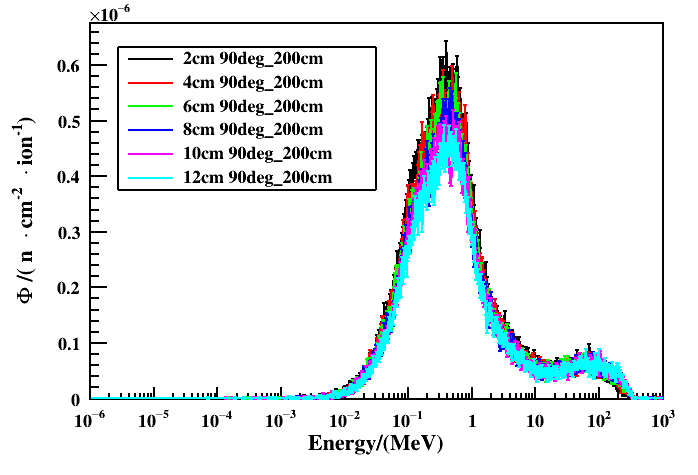 ×10⁻⁶
0.6
0.5
0.4
0.3
0.2
0.1
0
Φ /( n · cm⁻² · ion⁻¹)
2cm 90deg_200cm
4cm 90deg_200cm
6cm 90deg_200cm
8cm 90deg_200cm
10cm 90deg_200cm
12cm 90deg_200cm
10⁻⁶ 10⁻⁵ 10⁻⁴ 10⁻³ 10⁻² 10⁻¹ 1 10 10² 10³
Energy/(MeV)